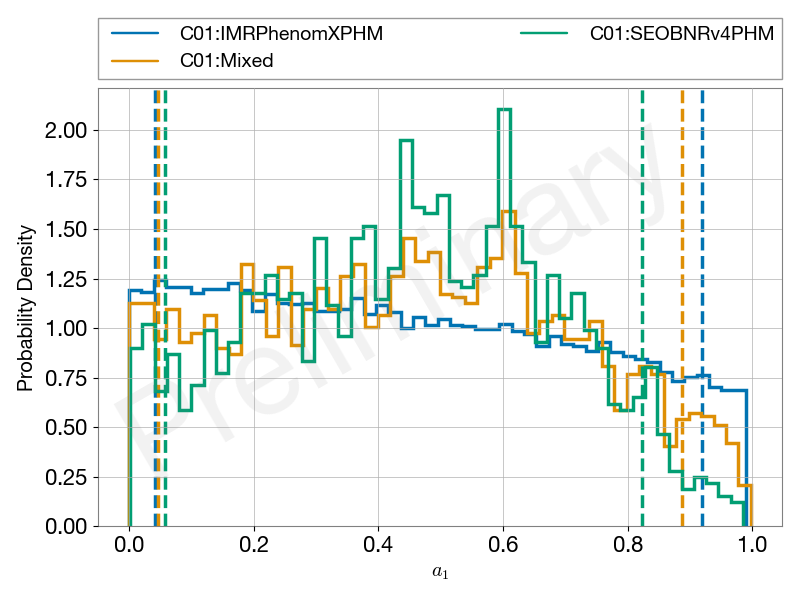 C01:IMRPhenomXPHM
C01:Mixed
C01:SEOBNRv4PHM
2.00
1.75
1.50
1.25
1.00
0.75
0.50
0.25
0.00
Probability Density
Preliminary
0.0 0.2 0.4 0.6 0.8 1.0
a₁